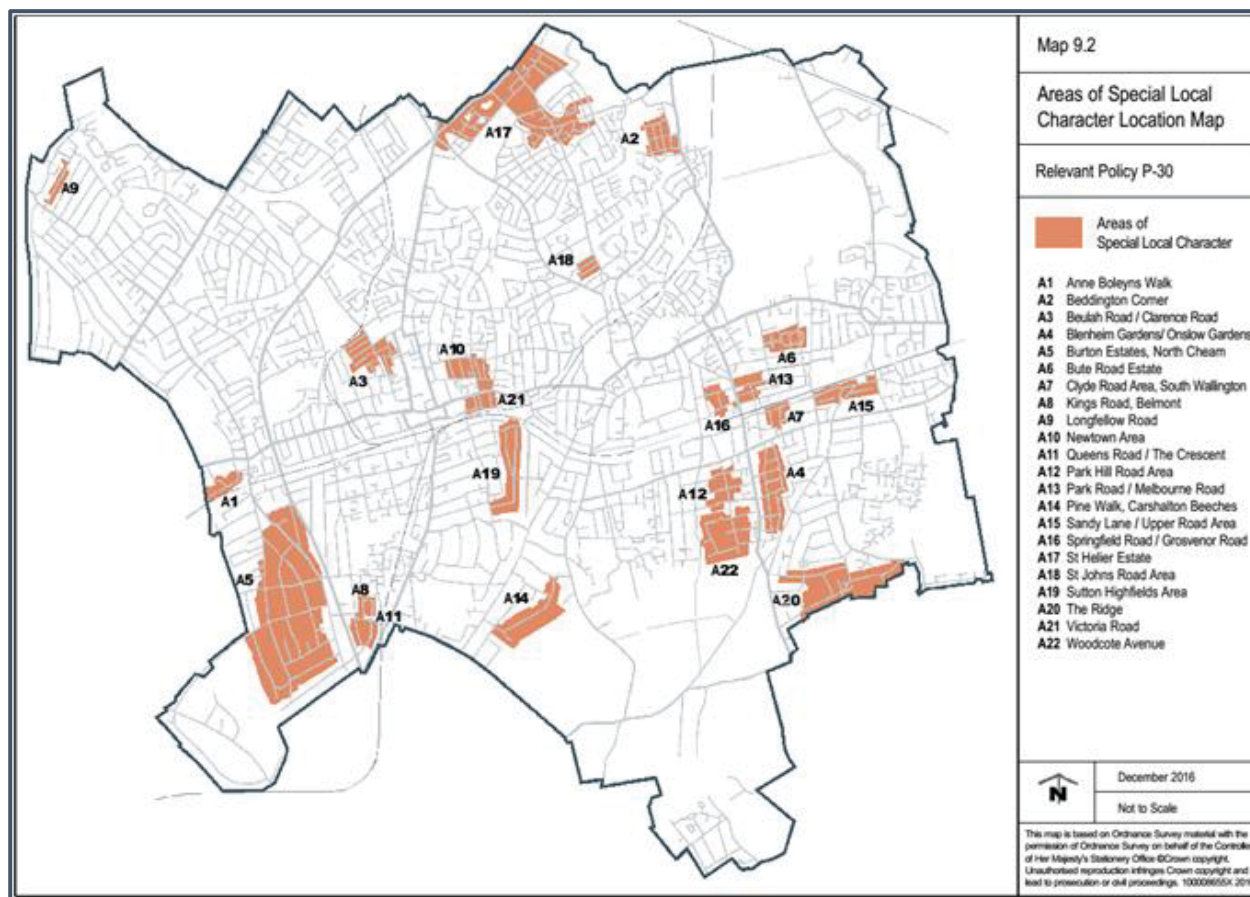 Map 9.2
Areas of Special Local
Character Location Map
Relevant Policy P-30
Areas of
Special Local Character
A1 Anne Boleyns Walk
A2 Beddington Corner
A3 Beulah Road / Clarence Road
A4 Blenheim Gardens/ Onslow Gardens
A5 Burton Estates, North Cheam
A6 Bute Road Estate
A7 Clyde Road Area, South Wallington
A8 Kings Road, Belmont
A9 Longfellow Road
A10 Newtown Area
A11 Queens Road / The Crescent
A12 Park Hill Road Area
A13 Park Road / Melbourne Road
A14 Pine Walk, Carshalton Beeches
A15 Sandy Lane / Upper Road Area
A16 Springfield Road / Grosvenor Road
A17 St Helier Estate
A18 St Johns Road Area
A19 Sutton Highfields Area
A20 The Ridge
A21 Victoria Road
A22 Woodcote Avenue
N
December 2016
Not to Scale
This map is based on Ordnance Survey material with the
permission of Ordnance Survey on behalf of the Controlle
of Her Majesty's Stationery Office ©Crown copyright.
Unauthorised reproduction infringes Crown copyright and
lead to prosecution or civil proceedings. 100008655X 201
A17
A2
A9
A18
A6
A10
A3
A13
A21
A15
A16
A7
A19
A4
A12
A1
A5
A22
A8
A14
A20
A11